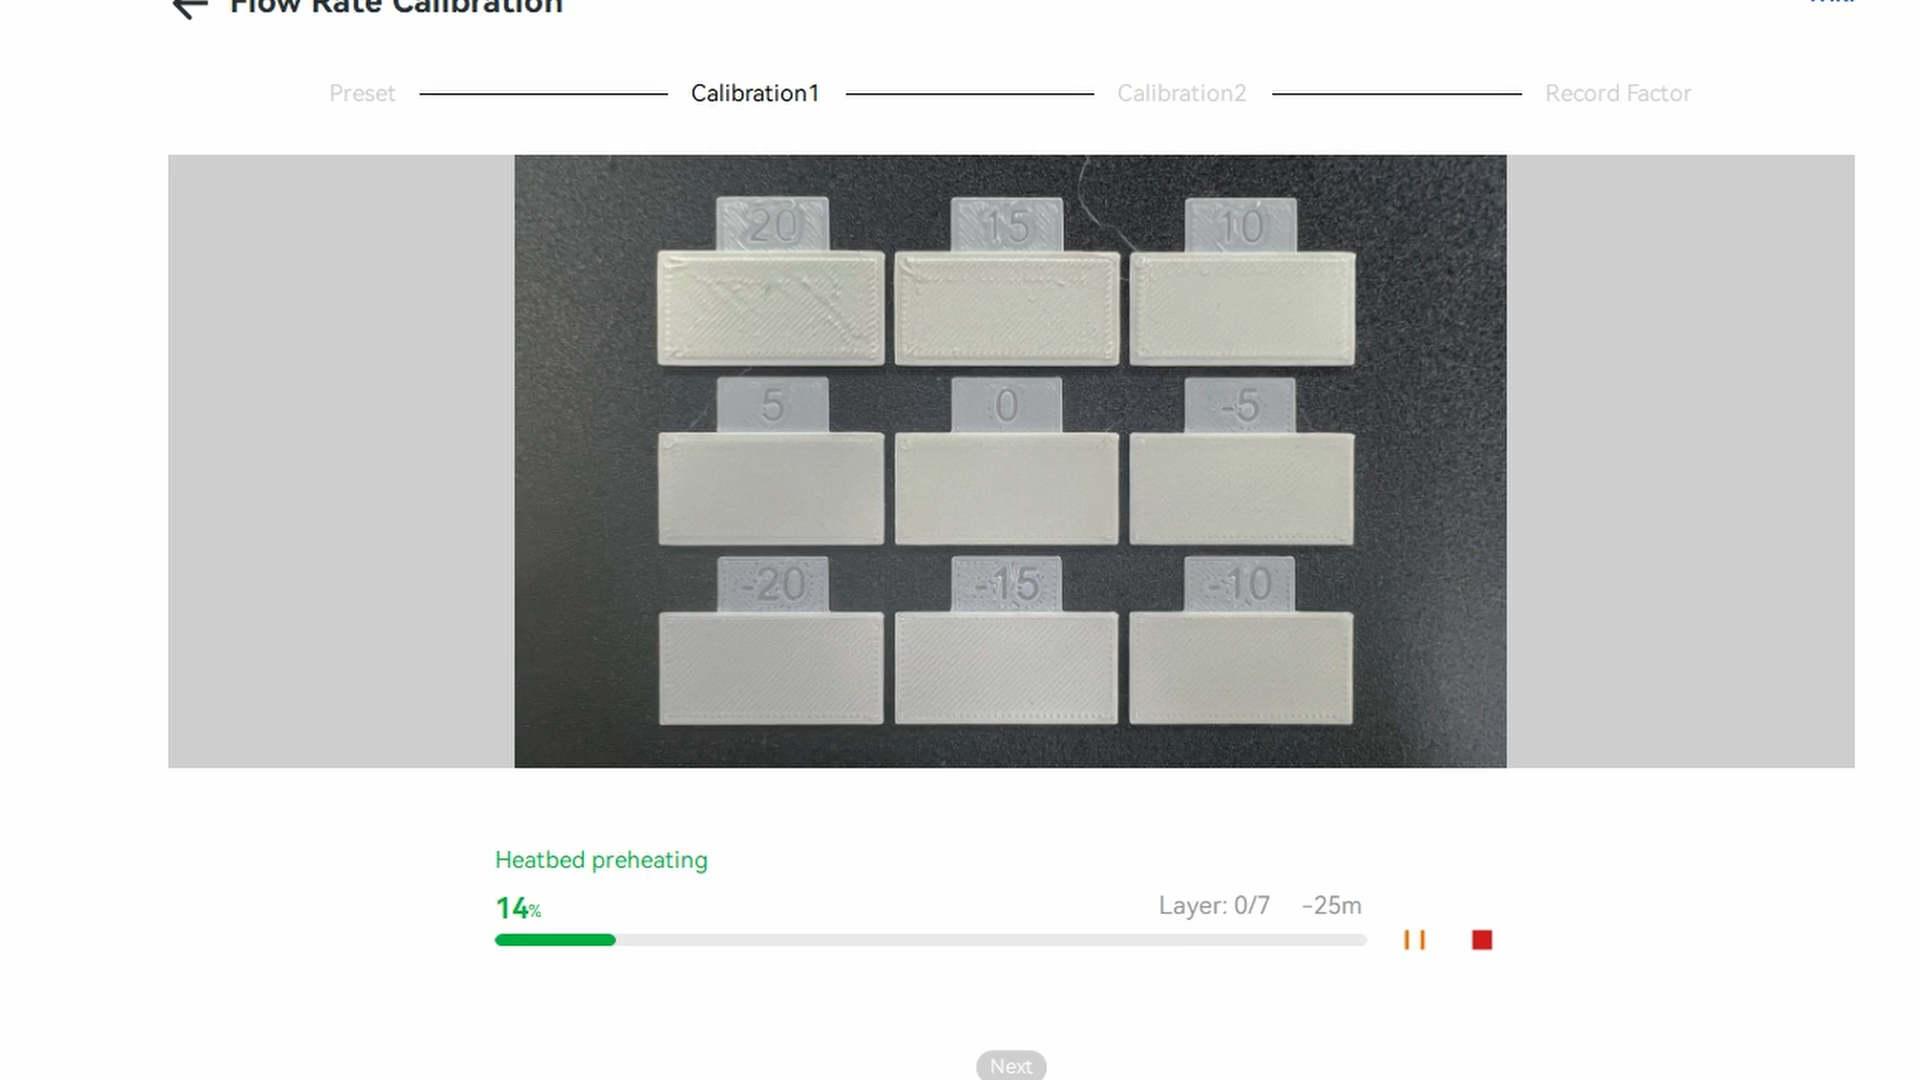 Flow Rate Calibration
Preset
Calibration1
Calibration2
Record Factor
20 15 10
5 0 -5
-20 -15 -10
Heatbed preheating
14%
Layer: 0/7 -25m
Next